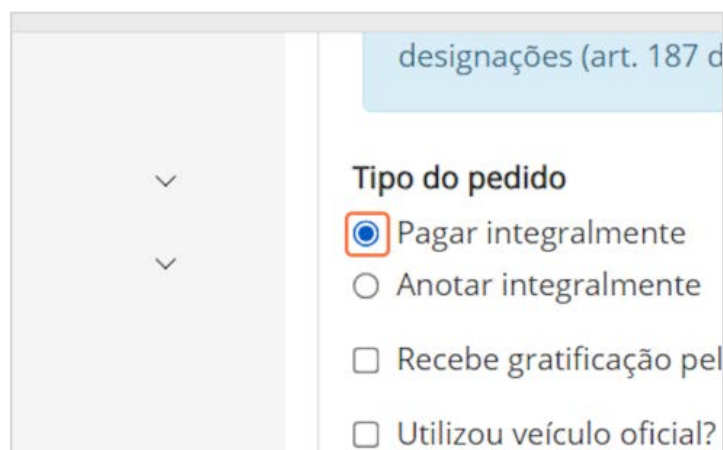 designações (art. 187 d
Tipo do pedido
Pagar integralmente
Anotar integralmente
Recebe gratificação pel
Utilizou veículo oficial?